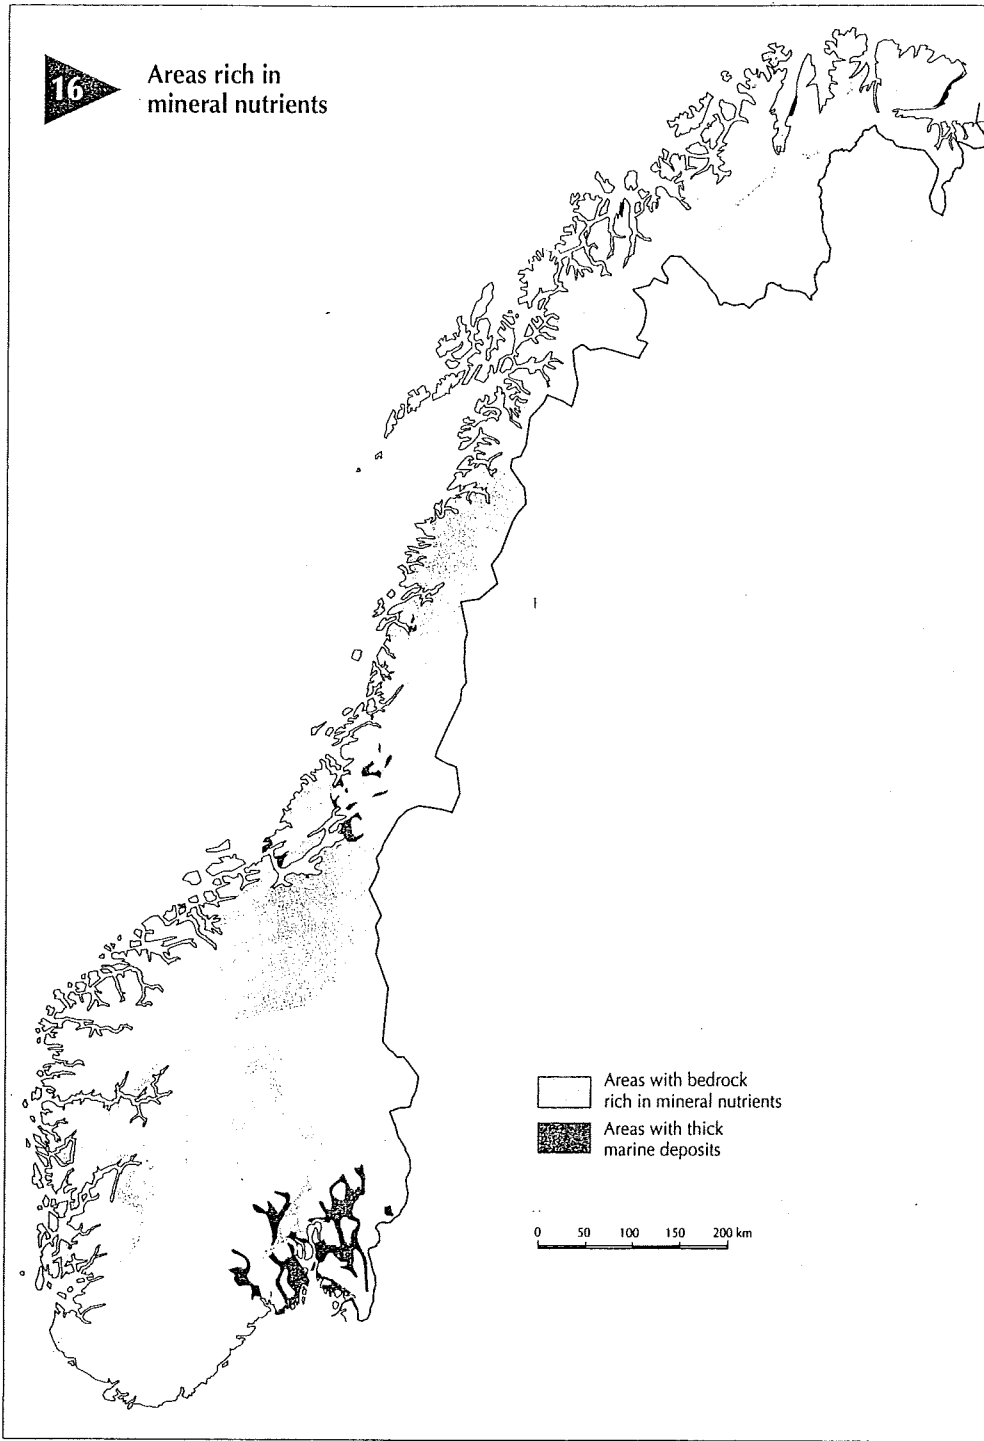 16
Areas rich in
mineral nutrients
Areas with bedrock
rich in mineral nutrients
Areas with thick
marine deposits
0 50 100 150 200 km